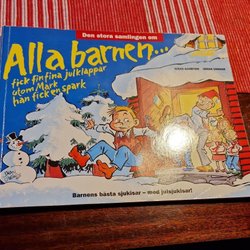 Den stora samlingen om
Alla barnen...
fick fin fina julklappar
utom Mark
han fick en spark
Barnens bästa sjukisar – med julsjukisar!